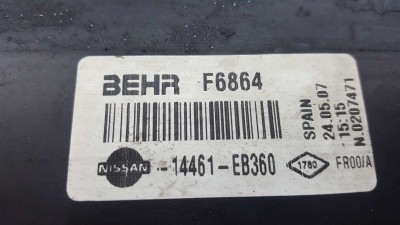 BEHR F6864
NISSAN -14461-EB360
1780 FR00/A
SPAIN
24.05.07
15:15
N.0207471